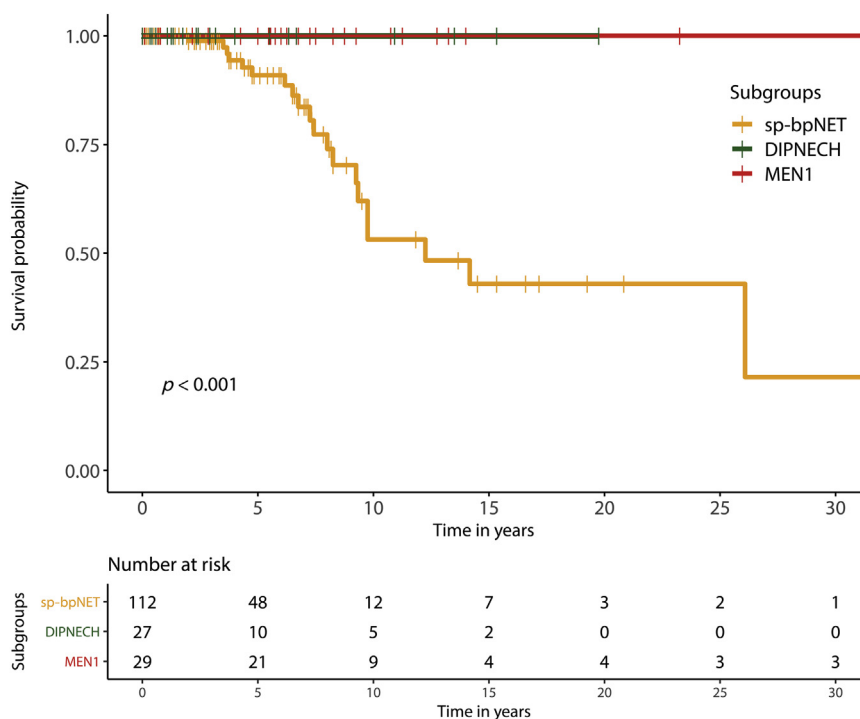 1.00
0.75
0.50
0.25
0.00
Survival probability
Subgroups
sp-bpNET
DIPNECH
MEN1
p < 0.001
0 5 10 15 20 25 30
Time in years
Number at risk
Subgroups
sp-bpNET 112 48 12 7 3 2 1
DIPNECH 27 10 5 2 0 0 0
MEN1 29 21 9 4 4 3 3
0 5 10 15 20 25 30
Time in years